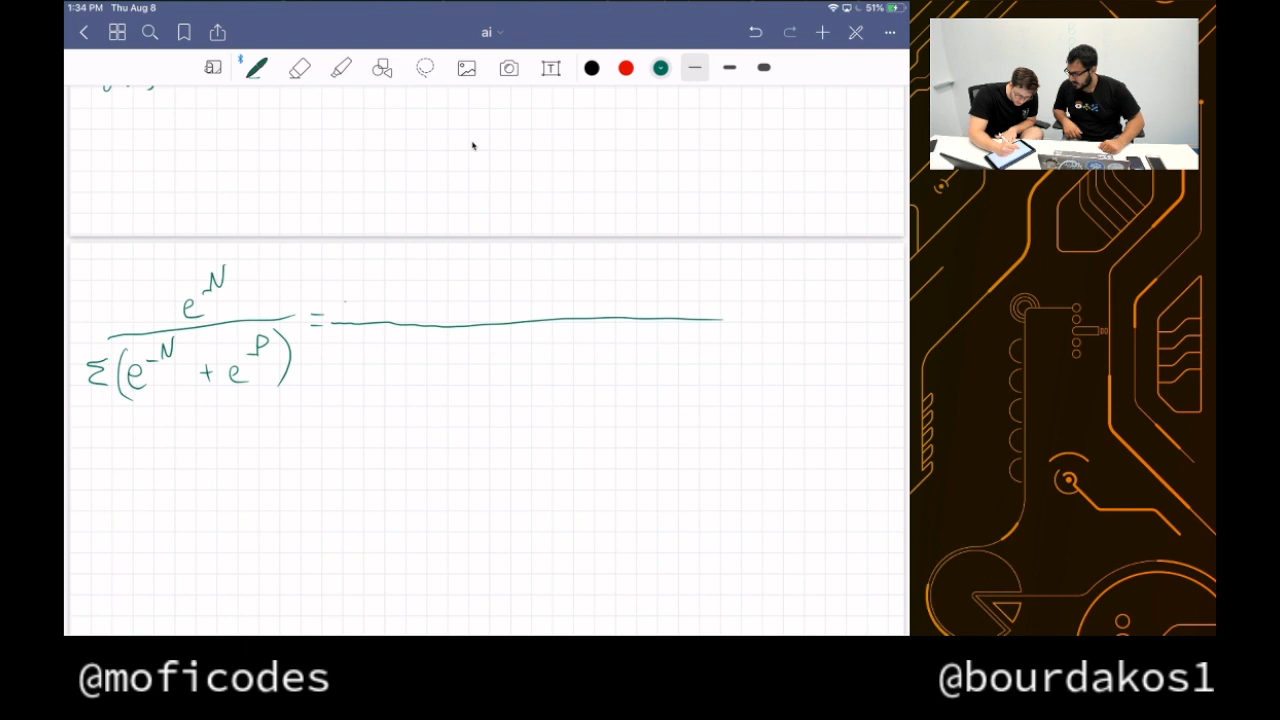 1:34 PM Thu Aug 8
51%
ai
T
e^N
=
Σ(e^-N + e^P)
@moficodes
@bourdakos1